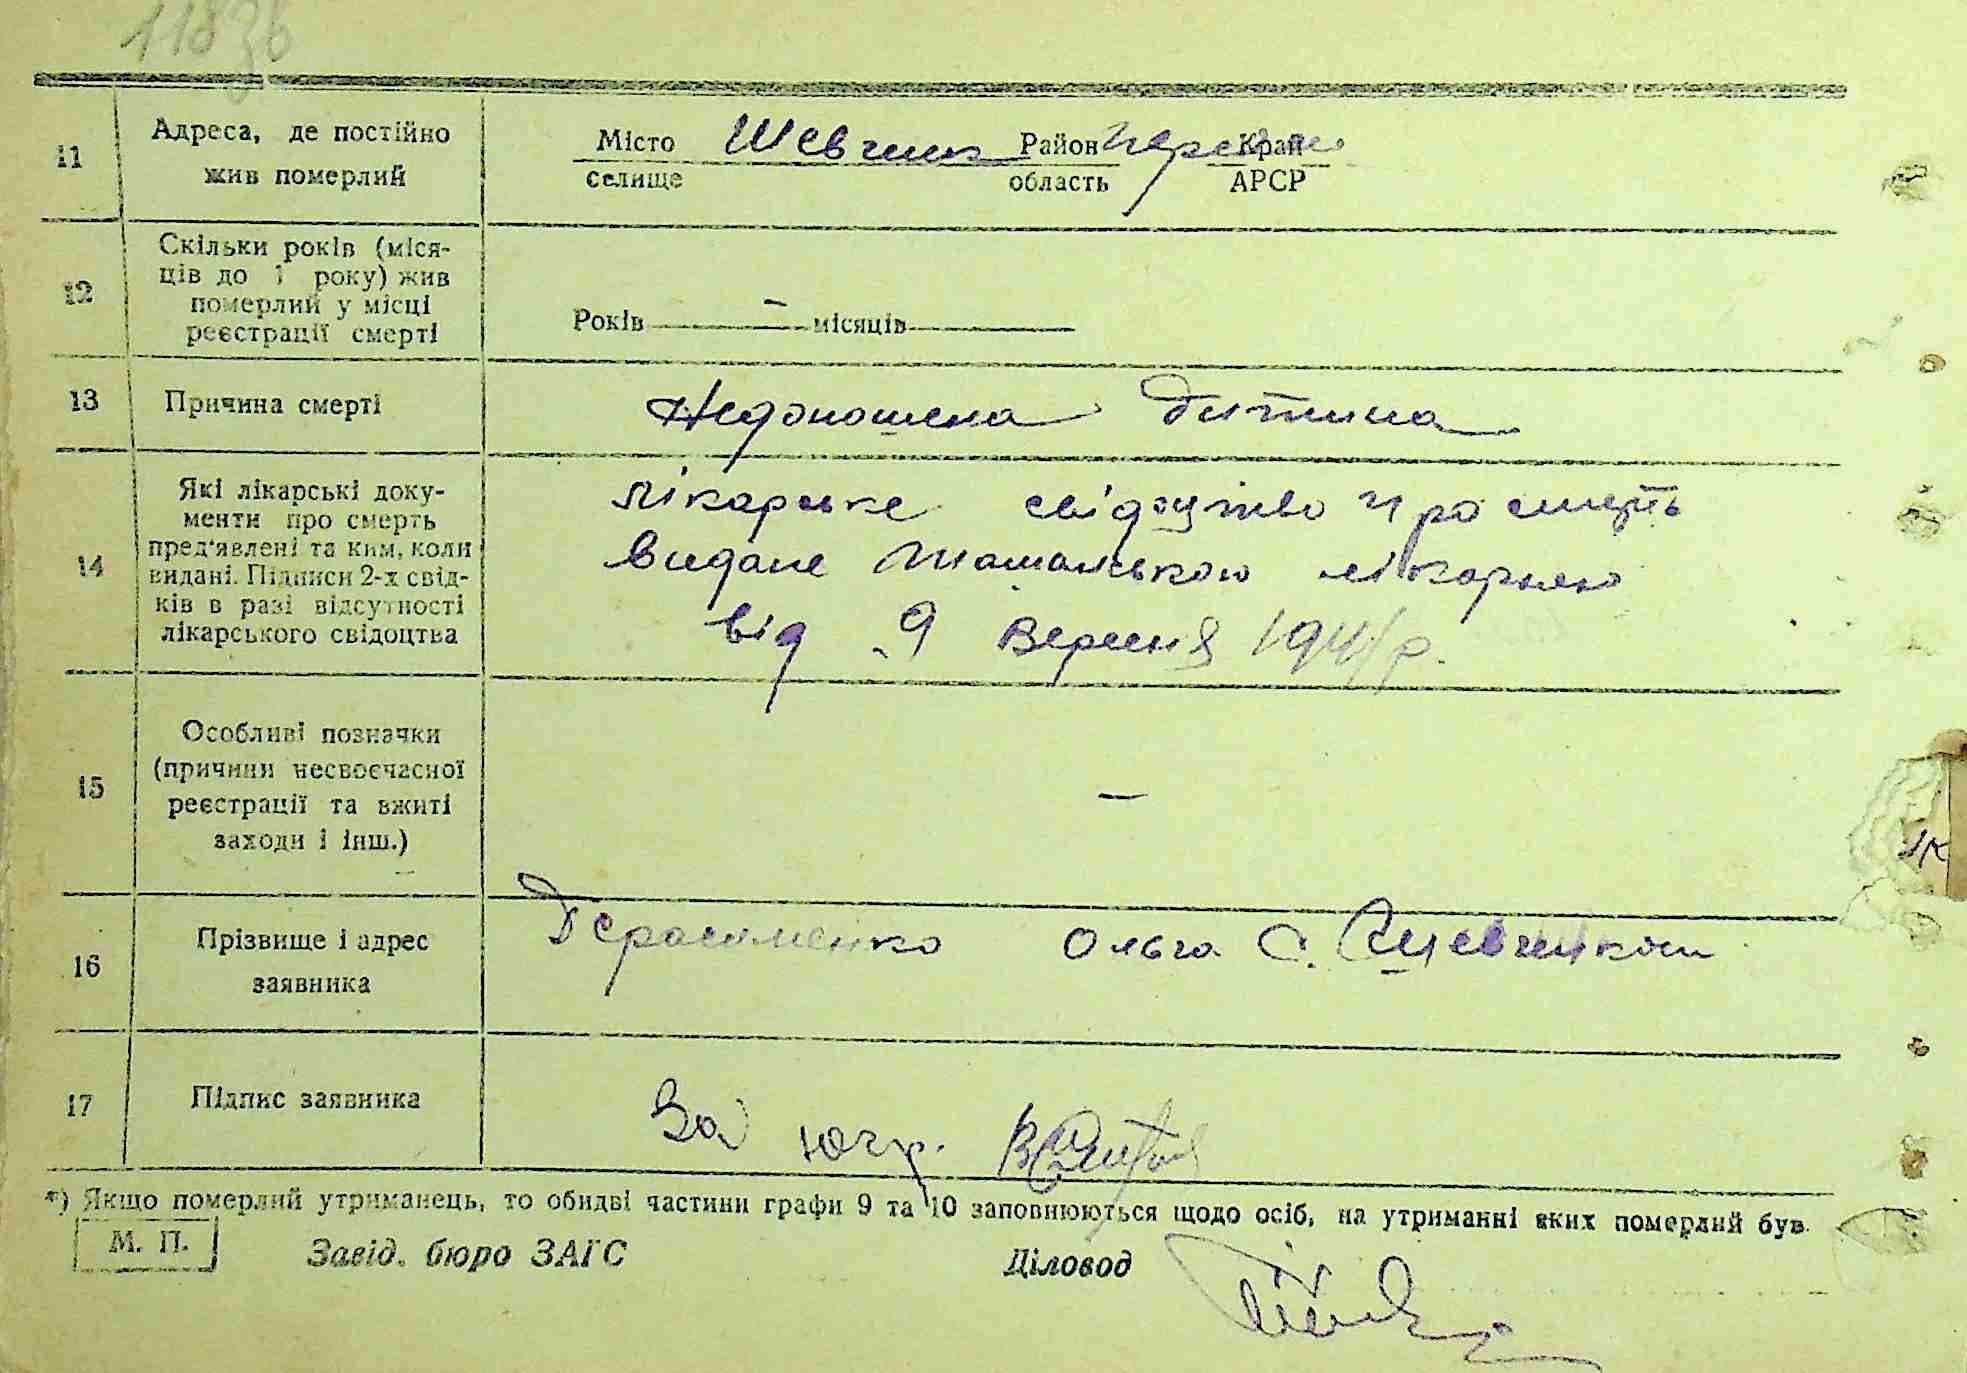 11
Адреса, де постійно
жив померлий
Місто Шевченк Район Край
селище область АРСР
12
Скільки років (міся-
ців до 1 року) жив
померлий у місці
реєстрації смерті
Років — місяців
13
Причина смерті
Недоношена дитина
14
Які лікарські доку-
менти про смерть
пред'явлені та ким, коли
видані. Підписи 2-х свід-
ків в разі відсутності
лікарського свідоцтва
Лікарське свідоцтво про смерть
видане лікарнею
від 9 вересня 1941 р.
15
Особливі позначки
(причини несвоєчасної
реєстрації та вжиті
заходи і інш.)
—
16
Прізвище і адрес
заявника
Герасименко Ольга С.
17
Підпис заявника
За
*) Якщо померлий утриманець, то обидві частини графи 9 та 10 заповнюються щодо осіб, на утриманні яких померлий був.
М. П.
Завід. бюро ЗАГС Діловод